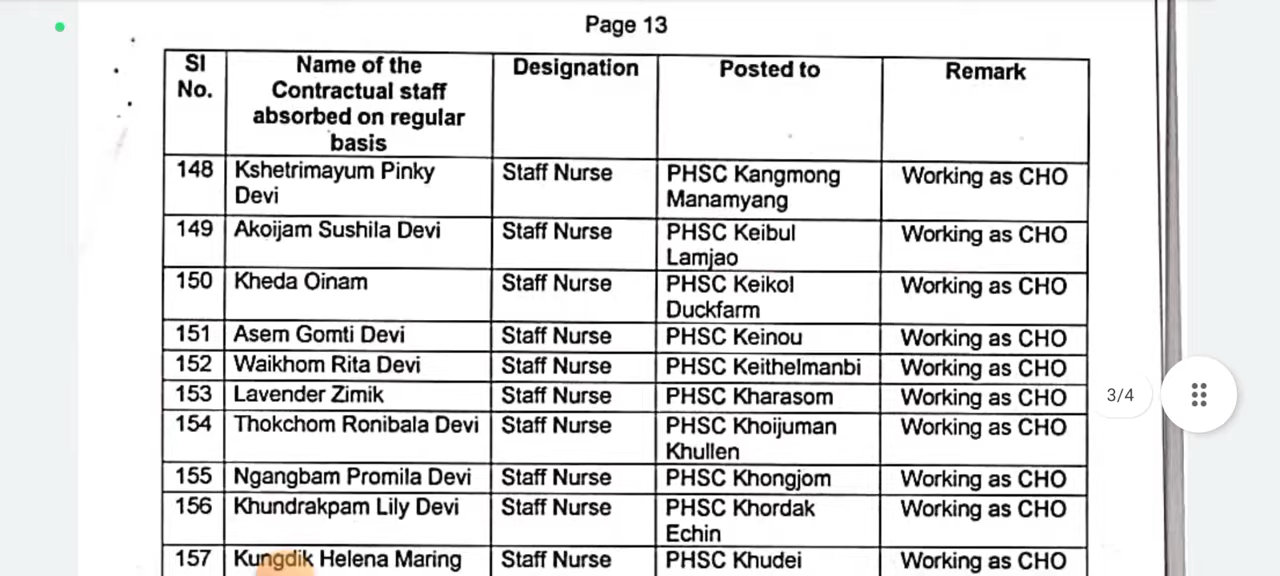 Page 13
Sl No. | Name of the Contractual staff absorbed on regular basis | Designation | Posted to | Remark
148 | Kshetrimayum Pinky Devi | Staff Nurse | PHSC Kangmong Manamyang | Working as CHO
149 | Akoijam Sushila Devi | Staff Nurse | PHSC Keibul Lamjao | Working as CHO
150 | Kheda Oinam | Staff Nurse | PHSC Keikol Duckfarm | Working as CHO
151 | Asem Gomti Devi | Staff Nurse | PHSC Keinou | Working as CHO
152 | Waikhom Rita Devi | Staff Nurse | PHSC Keithelmanbi | Working as CHO
153 | Lavender Zimik | Staff Nurse | PHSC Kharasom | Working as CHO
154 | Thokchom Ronibala Devi | Staff Nurse | PHSC Khoijuman Khullen | Working as CHO
155 | Ngangbam Promila Devi | Staff Nurse | PHSC Khongjom | Working as CHO
156 | Khundrakpam Lily Devi | Staff Nurse | PHSC Khordak Echin | Working as CHO
157 | Kungdik Helena Maring | Staff Nurse | PHSC Khudei | Working as CHO
3/4